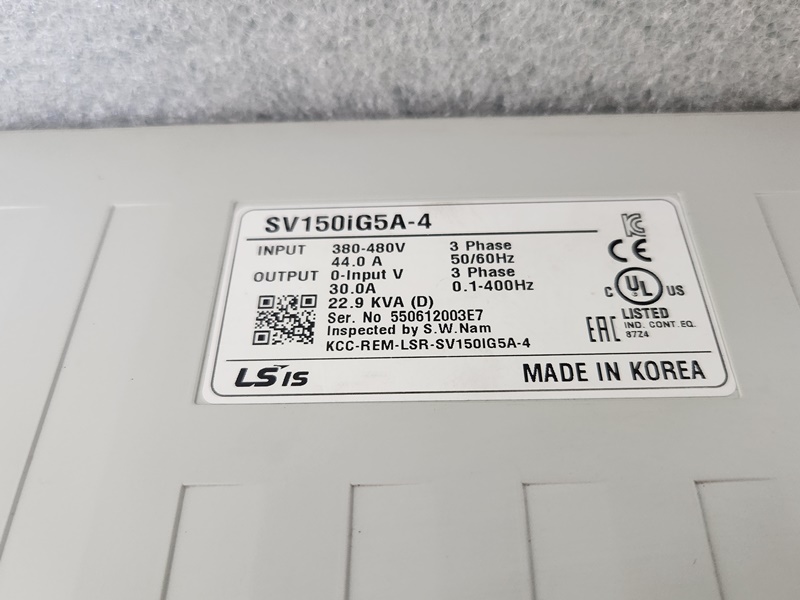 SV150iG5A-4
INPUT 380-480V 3 Phase
44.0 A 50/60Hz
OUTPUT 0-Input V 3 Phase
30.0A 0.1-400Hz
22.9 KVA (D)
Ser. No 550612003E7
Inspected by S.W.Nam
KCC-REM-LSR-SV150IG5A-4
KC
CE
C UL US
LISTED
EAC IND. CONT. EQ.
87Z4
LS IS MADE IN KOREA